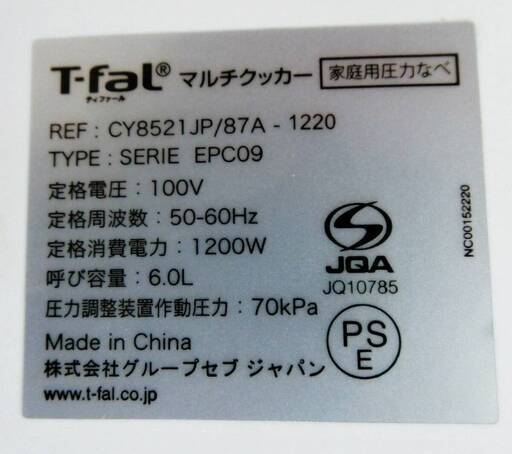 T-fal® マルチクッカー 家庭用圧力なべ
ティファール
REF : CY8521JP/87A - 1220
TYPE : SERIE EPC09
定格電圧 : 100V
定格周波数 : 50-60Hz
定格消費電力 : 1200W
呼び容量 : 6.0L
圧力調整装置作動圧力 : 70kPa
Made in China
株式会社グループセブ ジャパン
www.t-fal.co.jp
S
JQA
JQ10785
PS
E
NC00152220